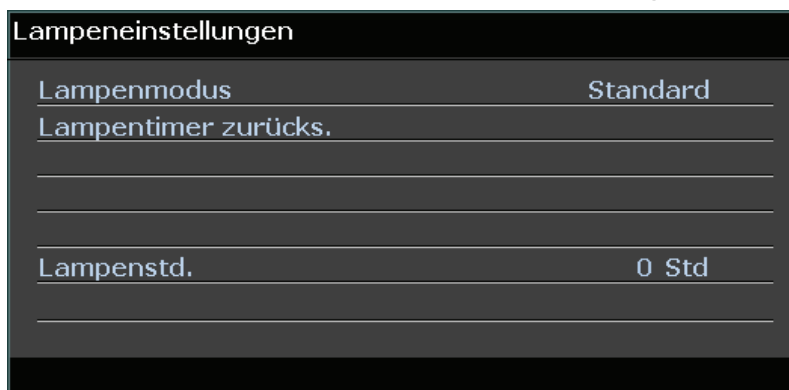 Lampeneinstellungen
Lampenmodus Standard
Lampentimer zurücks.
Lampenstd. 0 Std